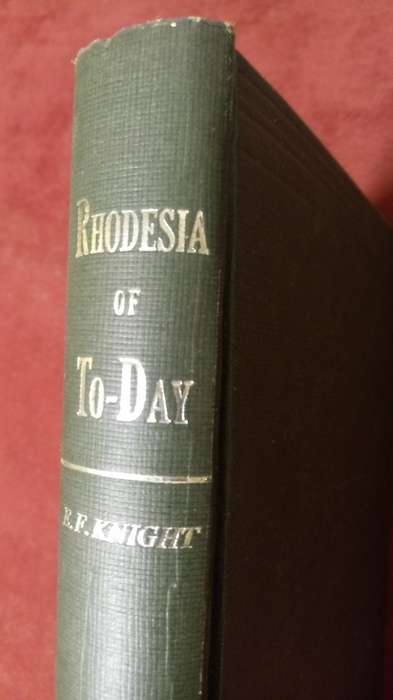 RHODESIA
OF
TO-DAY
E.F. KNIGHT